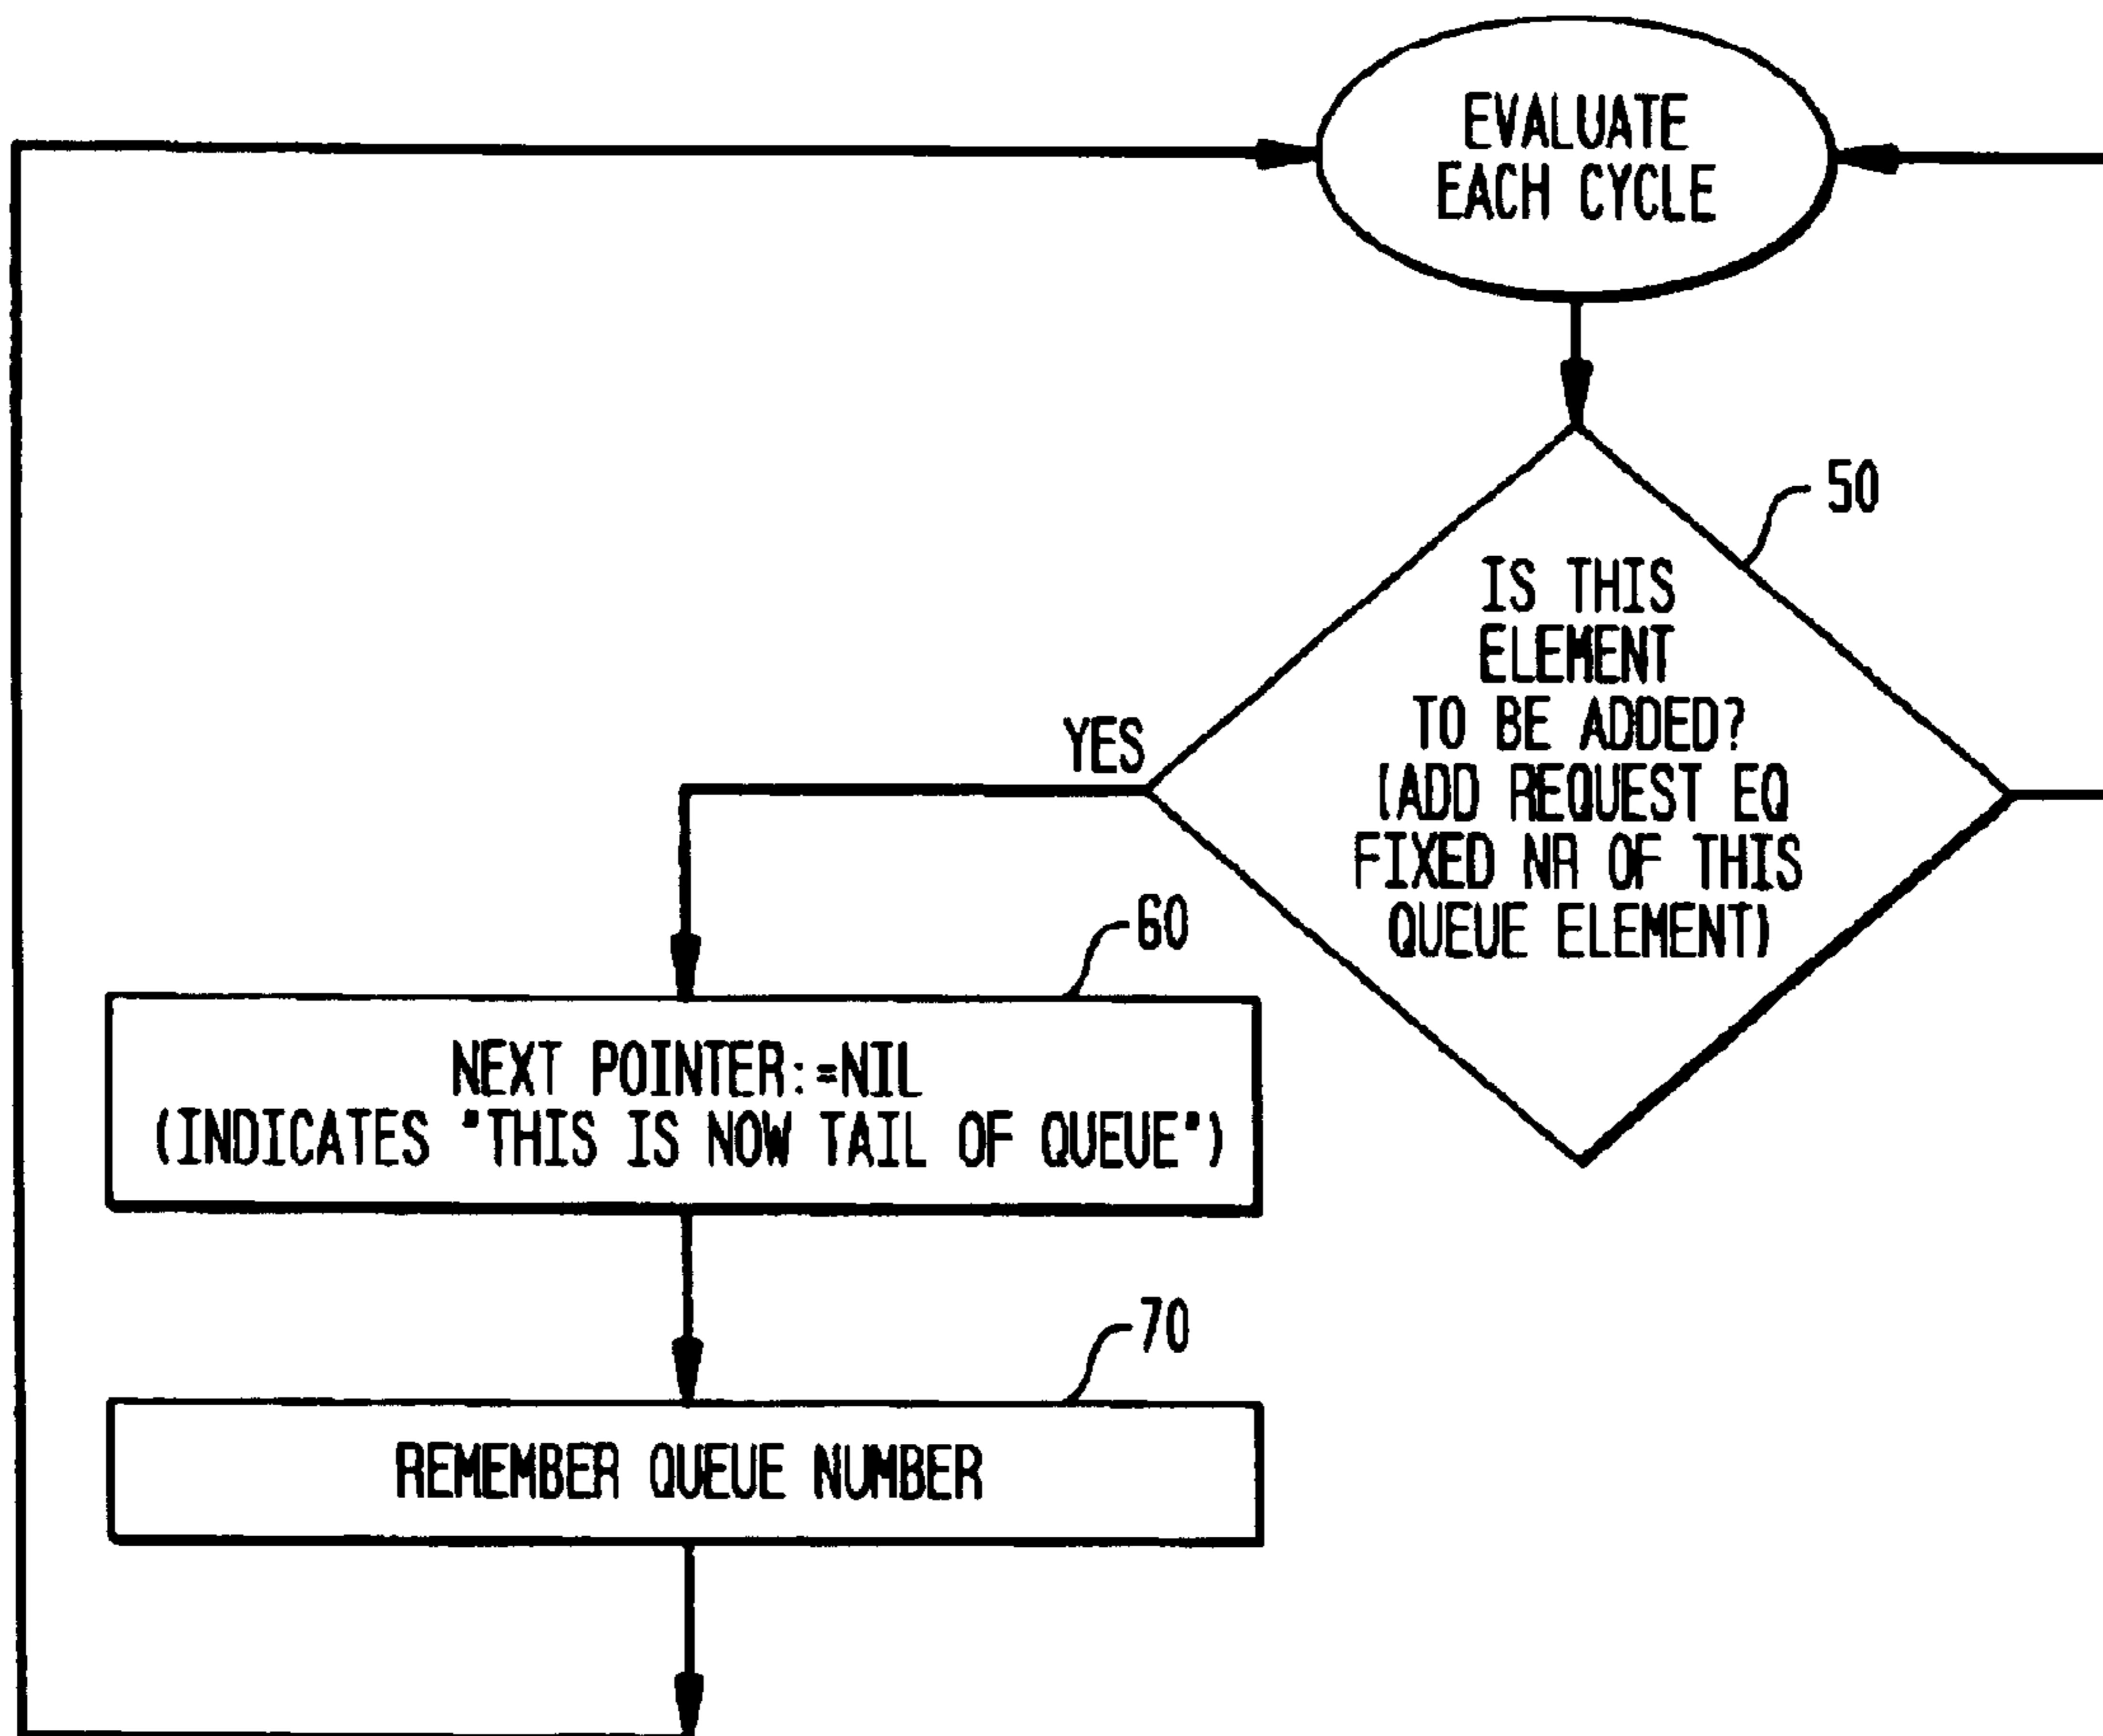 EVALUATE
EACH CYCLE
50
IS THIS
ELEMENT
TO BE ADDED?
(ADD REQUEST EQ
FIXED NR OF THIS
QUEUE ELEMENT)
YES
60
NEXT POINTER:=NIL
(INDICATES "THIS IS NOW TAIL OF QUEUE")
70
REMEMBER QUEUE NUMBER